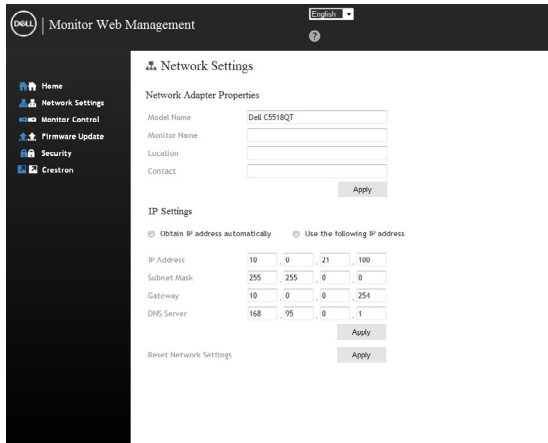 DELL | Monitor Web Management
English
?
Home
Network Settings
Monitor Control
Firmware Update
Security
Crestron
Network Settings
Network Adapter Properties
Model Name Dell C5518QT
Monitor Name
Location
Contact
Apply
IP Settings
Obtain IP address automatically Use the following IP address
IP Address 10 . 0 . 21 . 100
Subnet Mask 255 . 255 . 0 . 0
Gateway 10 . 0 . 0 . 254
DNS Server 168 . 95 . 0 . 1
Apply
Reset Network Settings Apply